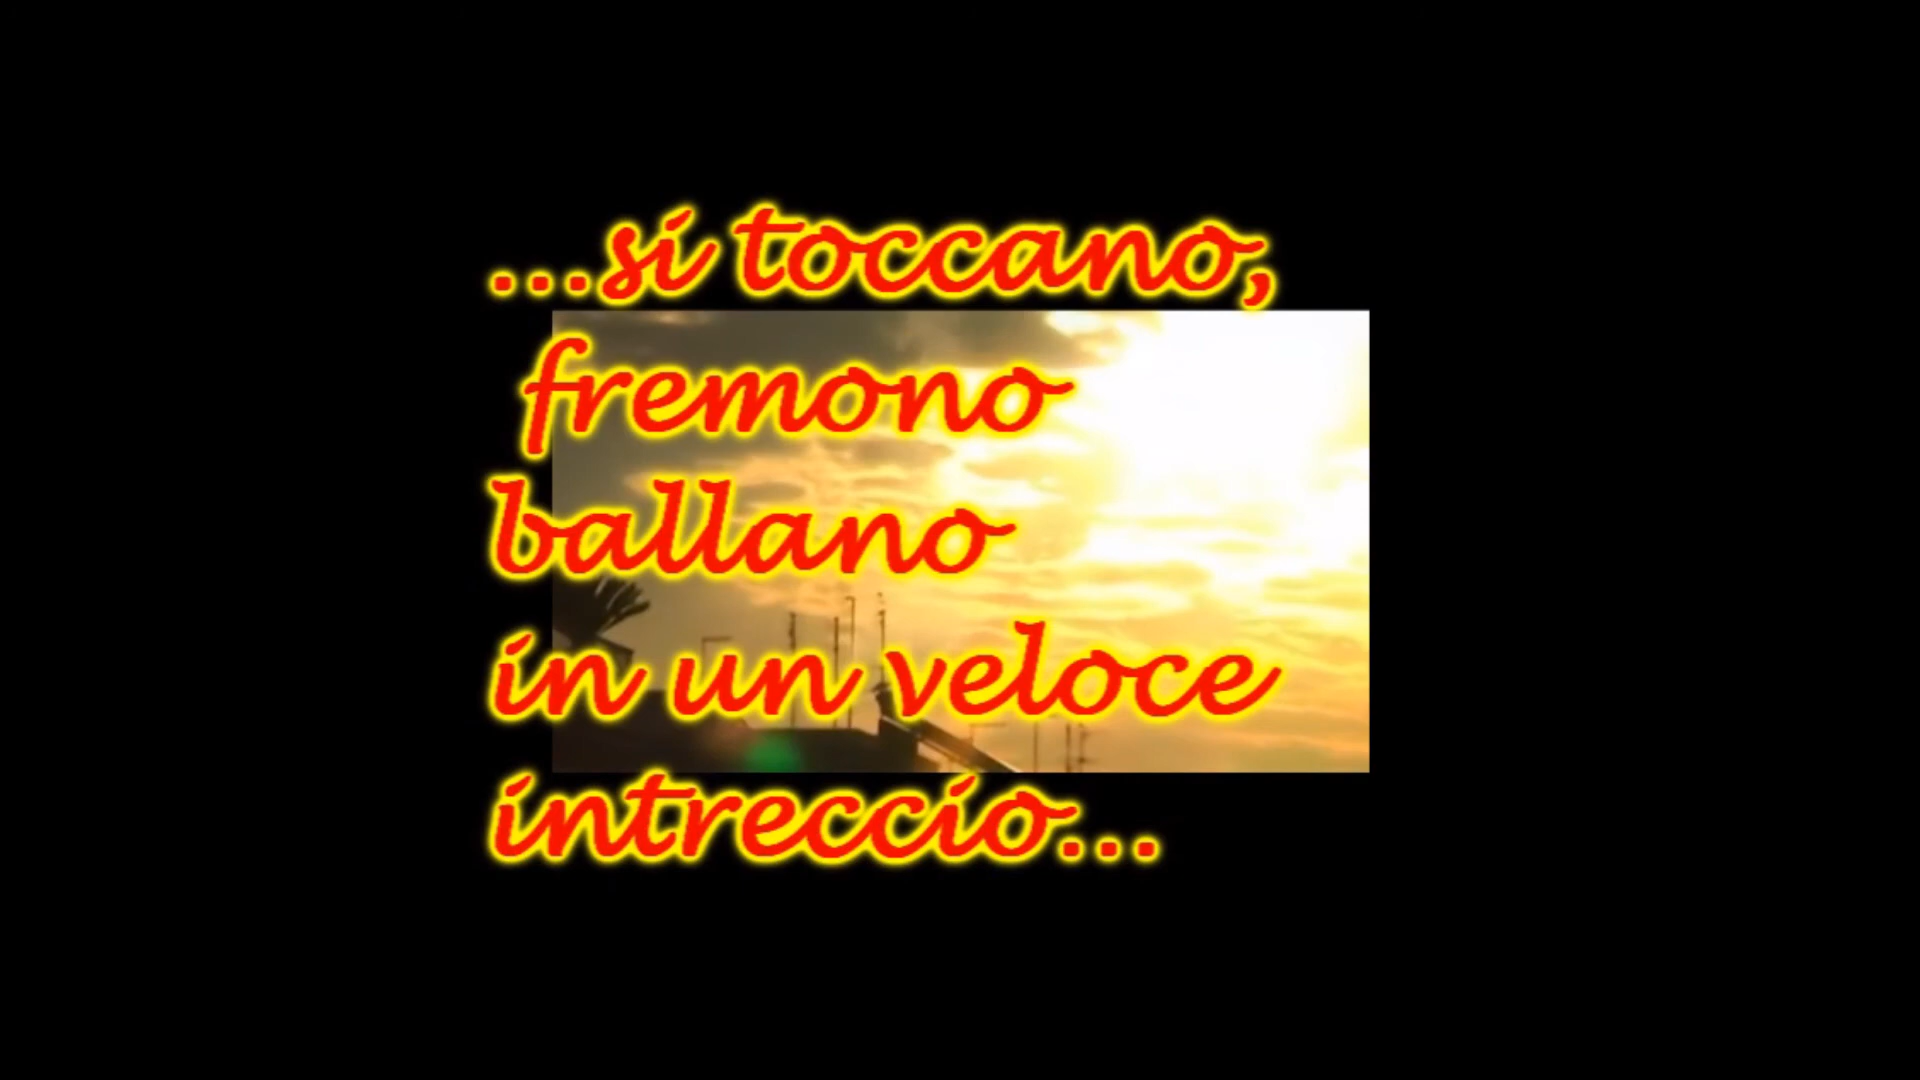 ...si toccano,
fremono
ballano
in un veloce
intreccio...